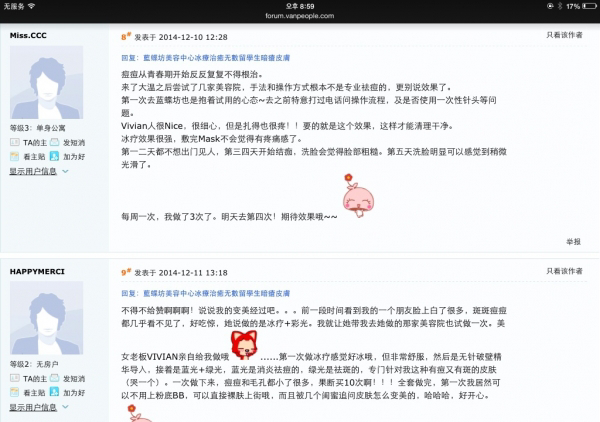 无服务 오후 8:59 17%
forum.vanpeople.com
Miss.CCC
等级3：单身公寓
TA的主 发短消
看主贴 加为好
显示用户信息
8# 发表于 2014-12-10 12:28 只看该作者
回复：藍蝶坊美容中心冰療治癒无數留學生暗瘡皮膚
痘痘从青春期开始反反复复不得根治。
来了大温之后尝试了几家美容院，手法和操作方式根本不是专业祛痘的，更别说效果了。
第一次去蓝蝶坊也是抱着试用的心态~去之前特意打过电话问操作流程，及是否使用一次性针头等问
题。
Vivian人很Nice，很细心，但是扎得也很疼！！要的就是这个效果，这样才能清理干净。
冰疗效果很强，敷完Mask不会觉得有疼痛感了。
第一二天都不想出门见人，第三四天开始结痂，洗脸会觉得脸部粗糙。第五天洗脸明显可以感觉到稍微
光滑了。
每周一次，我做了3次了。明天去第四次！期待效果哦~~
举报
HAPPYMERCI
等级2：无房户
TA的主 发短消
看主贴 加为好
显示用户信息
9# 发表于 2014-12-11 13:18 只看该作者
回复：藍蝶坊美容中心冰療治癒无數留學生暗瘡皮膚
不得不给赞啊啊啊！说说我的变美经过吧。。。前一段时间看到我的一个朋友脸上白了很多，斑斑痘痘
都几乎看不见了，好吃惊，她说做的是冰疗+彩光。我就让她带我去她做的那家美容院也试做一次。美
女老板VIVIAN亲自给我做哦 ......第一次做冰疗感觉好冰哦，但非常舒服，然后是无针破壁精
华导入，接着是蓝光+绿光，蓝光是消炎祛痘的，绿光是祛斑的，专门针对我这种有痘又有斑的皮肤
（哭一个）。一次做下来，痘痘和毛孔都小了很多，果断买10次啊！！！全套做完，第一次我居然可
以不用上粉底BB，可以直接裸肤上街哦，而且被几个闺蜜追问皮肤怎么变美的，哈哈哈，好开心。